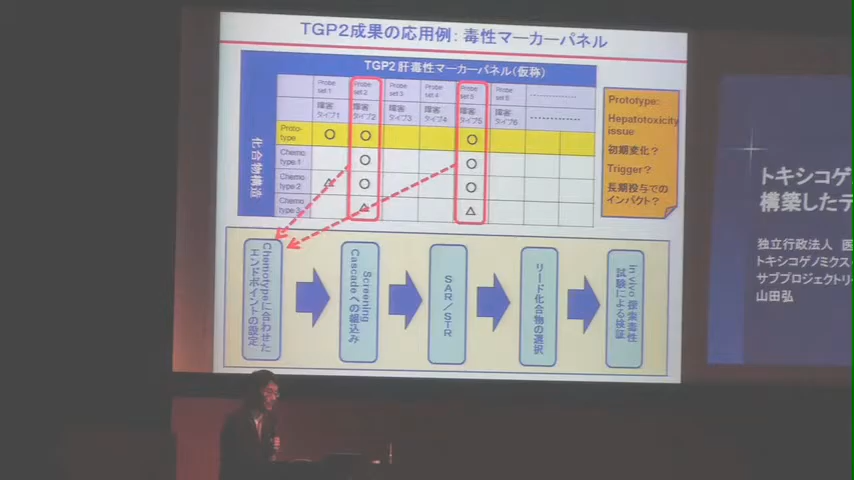 TGP2成果の応用例：毒性マーカーパネル
TGP2 肝毒性マーカーパネル（仮称）
Probe set 1
Probe set 2
Probe set 3
Probe set 4
Probe set 5
Probe set 6
障害タイプ1
障害タイプ2
障害タイプ3
障害タイプ4
障害タイプ5
障害タイプ6
化合物構造
Proto-type ○ ○ ○
Chemotype 1 ○ ○
Chemotype 2 △ ○ ○
Chemotype 3 △ △
Prototype:
Hepatotoxicity
issue
初期変化？
Trigger？
長期投与での
インパクト？
Chemotypeに合わせた
エンドポイントの設定
Screening
Cascadeへの組込み
SAR／STR
リード化合物の選択
in vivo 探索毒性
試験による検証
トキシコゲノ
構築したデ
独立行政法人 医
トキシコゲノミクス
サブプロジェクトリ
山田弘